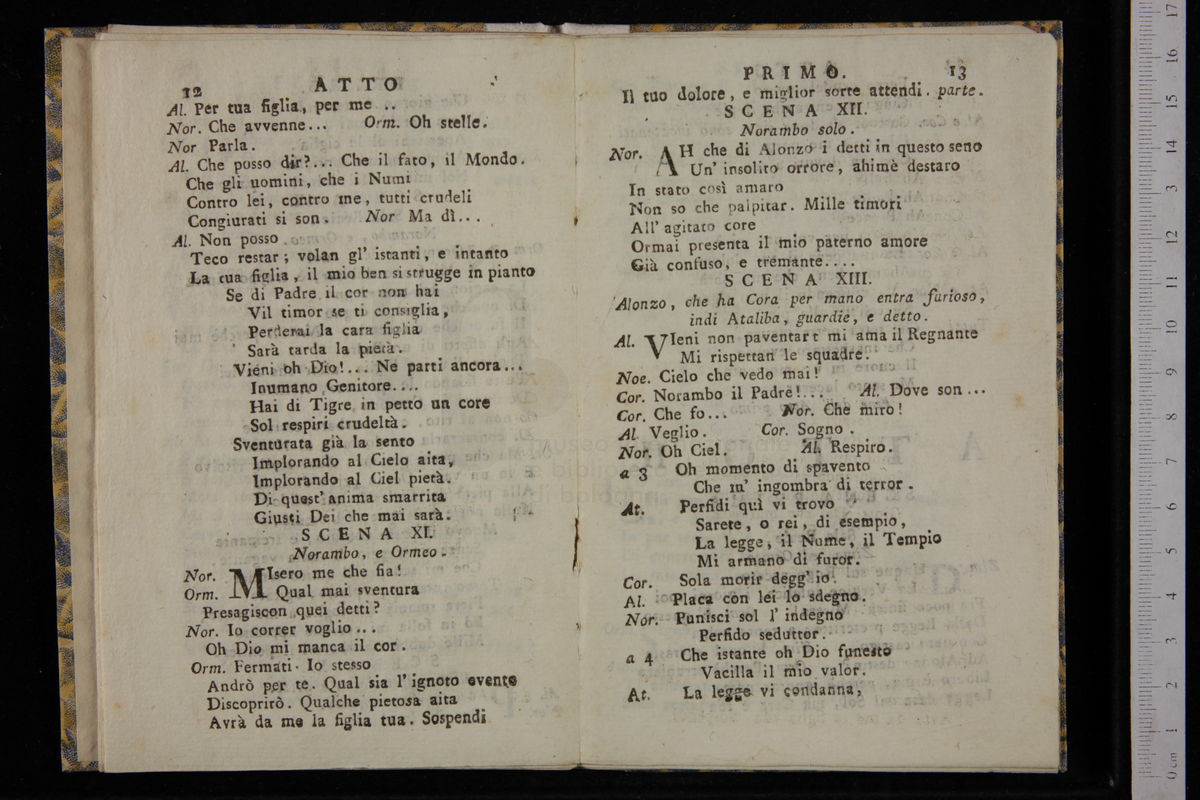 12 ATTO
Al. Per tua figlia, per me ..
Nor. Che avvenne... Orm. Oh stelle.
Nor Parla.
Al. Che posso dir?... Che il fato, il Mondo.
Che gli uomini, che i Numi
Contro lei, contro me, tutti crudeli
Congiurati si son. Nor Ma dì...
Al. Non posso
Teco restar; volan gl' istanti, e intanto
La tua figlia, il mio ben si strugge in pianto
Se di Padre il cor non hai
Vil timor se ti consiglia,
Perderai la cara figlia
Sarà tarda la pietà.
Vieni oh Dio!... Ne parti ancora...
Inumano Genitore....
Hai di Tigre in petto un core
Sol respiri crudeltà.
Sventurata già la sento
Implorando al Cielo aita,
Implorando al Ciel pietà.
Di quest' anima smarrita
Giusti Dei che mai sarà.
SCENA XI.
Norambo, e Ormeo.
Nor. MIsero me che fia!
Orm. Qual mai sventura
Presagiscon quei detti?
Nor. Io correr voglio...
Oh Dio mi manca il cor.
Orm. Fermati. Io stesso
Andrò per te. Qual sia l' ignoto evento
Discoprirò. Qualche pietosa aita
Avrà da me la figlia tua. Sospendi
PRIMO. 13
Il tuo dolore, e miglior sorte attendi. parte.
SCENA XII.
Norambo solo.
Nor. AH che di Alonzo i detti in questo seno
Un' insolito orrore, ahimè destaro
In stato così amaro
Non so che palpitar. Mille timori
All' agitato core
Ormai presenta il mio paterno amore
Già confuso, e tremante....
SCENA XIII.
Alonzo, che ha Cora per mano entra furioso,
indi Ataliba, guardie, e detto.
Al. VIeni non paventar t mi ama il Regnante
Mi rispettan le squadre.
Noe. Cielo che vedo mai!
Cor. Norambo il Padre!... Al. Dove son...
Cor. Che fo... Nor. Che miro!
Al. Veglio. Cor. Sogno.
Nor. Oh Ciel. Al. Respiro.
a 3 Oh momento di spavento
Che m' ingombra di terror.
At. Perfidi quì vi trovo
Sarete, o rei, di esempio,
La legge, il Nume, il Tempio
Mi armano di furor.
Cor. Sola morir degg' io.
Al. Placa con lei lo sdegno.
Nor. Punisci sol l' indegno
Perfido seduttor.
a 4 Che istante oh Dio funesto
Vacilla il mio valor.
At. La legge vi condanna,